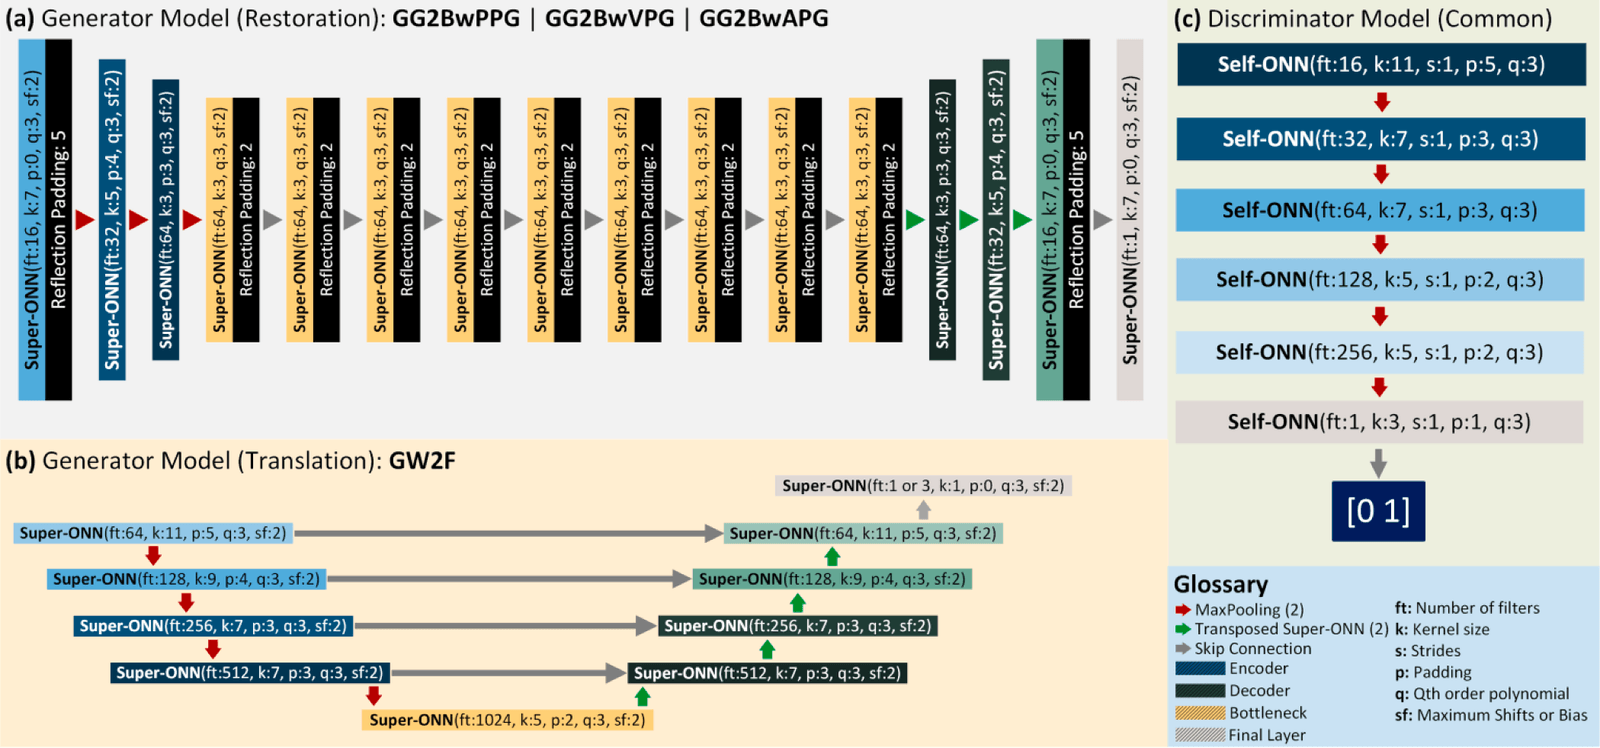 (a) Generator Model (Restoration): GG2BwPPG | GG2BwVPG | GG2BwAPG
Super-ONN(ft:16, k:7, p:0, q:3, sf:2)
Reflection Padding: 5
Super-ONN(ft:32, k:5, p:4, q:3, sf:2)
Super-ONN(ft:64, k:3, p:3, q:3, sf:2)
Super-ONN(ft:64, k:3, q:3, sf:2)
Reflection Padding: 2
Super-ONN(ft:64, k:3, q:3, sf:2)
Reflection Padding: 2
Super-ONN(ft:64, k:3, q:3, sf:2)
Reflection Padding: 2
Super-ONN(ft:64, k:3, q:3, sf:2)
Reflection Padding: 2
Super-ONN(ft:64, k:3, q:3, sf:2)
Reflection Padding: 2
Super-ONN(ft:64, k:3, q:3, sf:2)
Reflection Padding: 2
Super-ONN(ft:64, k:3, q:3, sf:2)
Reflection Padding: 2
Super-ONN(ft:64, k:3, q:3, sf:2)
Reflection Padding: 2
Super-ONN(ft:64, k:3, q:3, sf:2)
Reflection Padding: 2
Super-ONN(ft:64, k:3, p:3, q:3, sf:2)
Super-ONN(ft:32, k:5, p:4, q:3, sf:2)
Super-ONN(ft:16, k:7, p:0, q:3, sf:2)
Reflection Padding: 5
Super-ONN(ft:1, k:7, p:0, q:3, sf:2)
(b) Generator Model (Translation): GW2F
Super-ONN(ft:1 or 3, k:1, p:0, q:3, sf:2)
Super-ONN(ft:64, k:11, p:5, q:3, sf:2)
Super-ONN(ft:64, k:11, p:5, q:3, sf:2)
Super-ONN(ft:128, k:9, p:4, q:3, sf:2)
Super-ONN(ft:128, k:9, p:4, q:3, sf:2)
Super-ONN(ft:256, k:7, p:3, q:3, sf:2)
Super-ONN(ft:256, k:7, p:3, q:3, sf:2)
Super-ONN(ft:512, k:7, p:3, q:3, sf:2)
Super-ONN(ft:512, k:7, p:3, q:3, sf:2)
Super-ONN(ft:1024, k:5, p:2, q:3, sf:2)
(c) Discriminator Model (Common)
Self-ONN(ft:16, k:11, s:1, p:5, q:3)
Self-ONN(ft:32, k:7, s:1, p:3, q:3)
Self-ONN(ft:64, k:7, s:1, p:3, q:3)
Self-ONN(ft:128, k:5, s:1, p:2, q:3)
Self-ONN(ft:256, k:5, s:1, p:2, q:3)
Self-ONN(ft:1, k:3, s:1, p:1, q:3)
[0 1]
Glossary
MaxPooling (2)
Transposed Super-ONN (2)
Skip Connection
Encoder
Decoder
Bottleneck
Final Layer
ft: Number of filters
k: Kernel size
s: Strides
p: Padding
q: Qth order polynomial
sf: Maximum Shifts or Bias